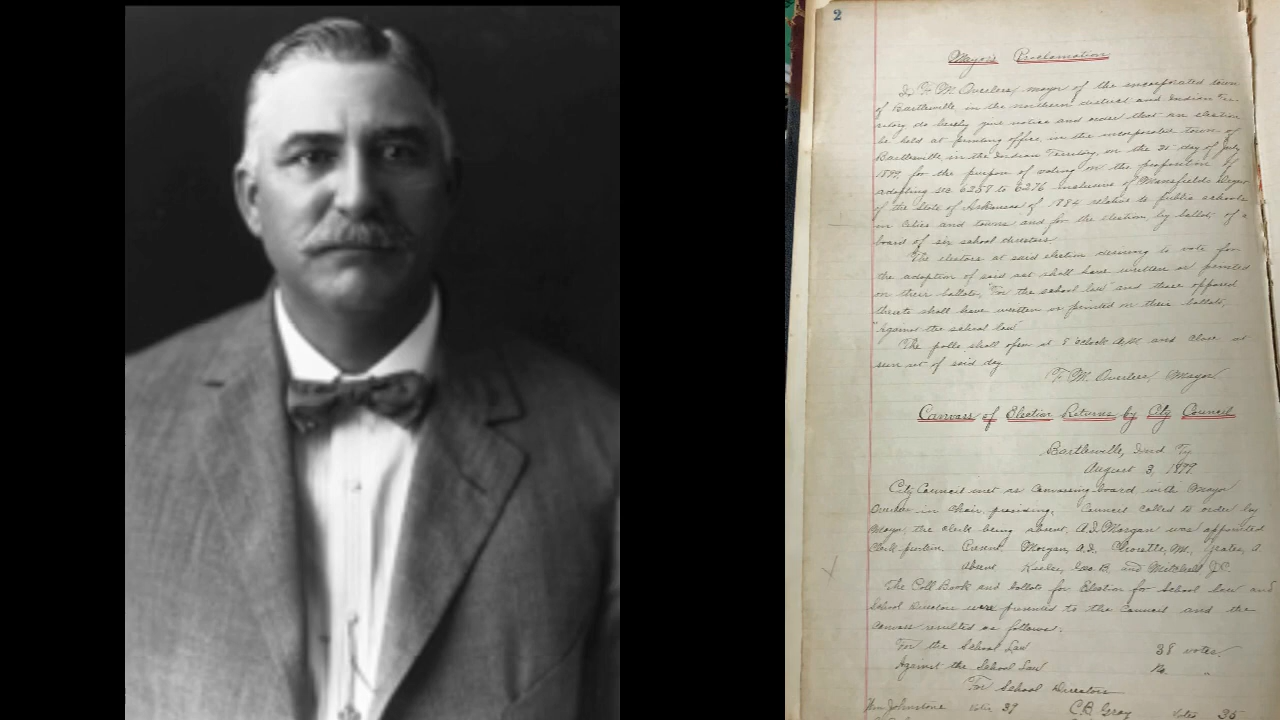 2
Mayors Proclamation
I, F. M. Overlees, mayor of the incorporated town
of Bartlesville, in the northern district and Indian Ter-
ritory do hereby give notice and order that an election
be held at printing office, in the incorporated town of
Bartlesville, in the Indian Territory, on the 31 day of July
1899, for the purpose of voting on the proposition of
adopting sec. 6258 to 6276 inclusive of Mansfields Digest
of the State of Arkansas of 1884 relative to public schools
in Cities and towns and for the election by ballot, of a
board of six school directors
The electors at said election desiring to vote for
the adoption of said act shall have written or printed
on their ballots, "For the school law" and those opposed
thereto shall have written or printed on their ballots,
"Against the school law"
The polls shall open at 8 oclock A.M. and close at
sun set of said day
F. M. Overlees, Mayor
Canvass of Election Returns by City Council
Bartlesville, Ind Ty
August 3, 1899
City Council met as Canvassing board, with Mayor
Overlees in chair, presiding. Council called to order by
Mayor, the clerk being absent, A.D. Morgan was appointed
Clerk protem. Present Morgan, A.D., Chouette, M., Yates, A.
Absent Keeler, Geo. B. and Mitchell J.C.
The Poll Book and ballots for Election for School law and
School Directors were presented to the Council and the
Canvass resulted as follows:
For the School Law 38 votes.
Against the School Law No. "
For School Directors
Wm Johnstone Votes 39 C.B. Gray Votes 35